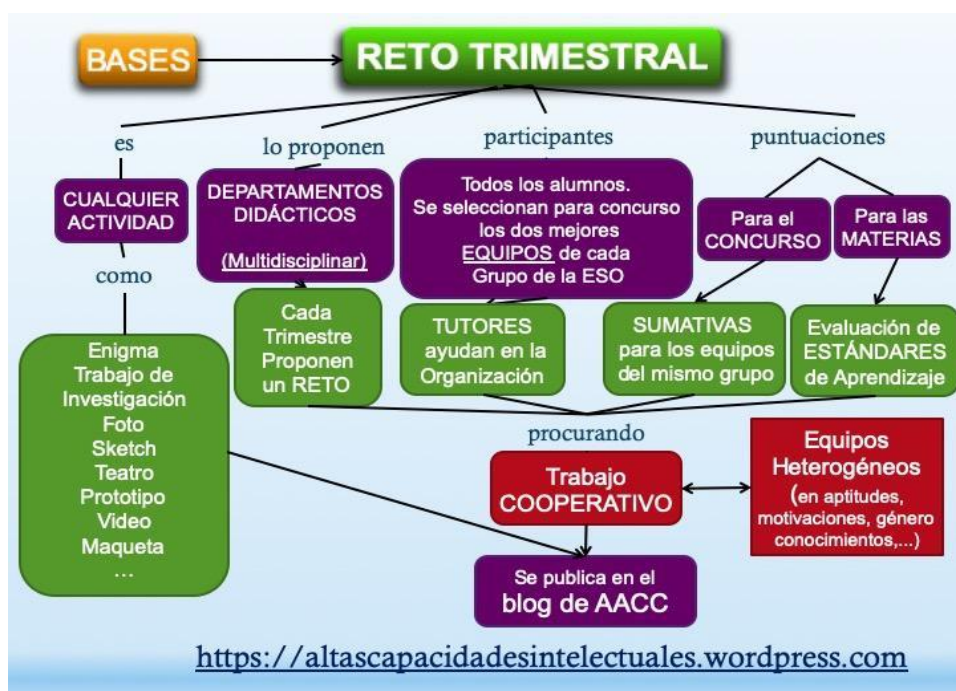 BASES
RETO TRIMESTRAL
es
lo proponen
participantes
puntuaciones
CUALQUIER
ACTIVIDAD
DEPARTAMENTOS
DIDÁCTICOS
(Multidisciplinar)
Todos los alumnos.
Se seleccionan para concurso
los dos mejores
EQUIPOS de cada
Grupo de la ESO
Para el
CONCURSO
Para las
MATERIAS
como
Cada
Trimestre
Proponen
un RETO
TUTORES
ayudan en la
Organización
SUMATIVAS
para los equipos
del mismo grupo
Evaluación de
ESTÁNDARES
de Aprendizaje
Enigma
Trabajo de
Investigación
Foto
Sketch
Teatro
Prototipo
Video
Maqueta
...
procurando
Trabajo
COOPERATIVO
Equipos
Heterogéneos
(en aptitudes,
motivaciones, género
conocimientos,...)
Se publica en el
blog de AACC
https://altascapacidadesintelectuales.wordpress.com